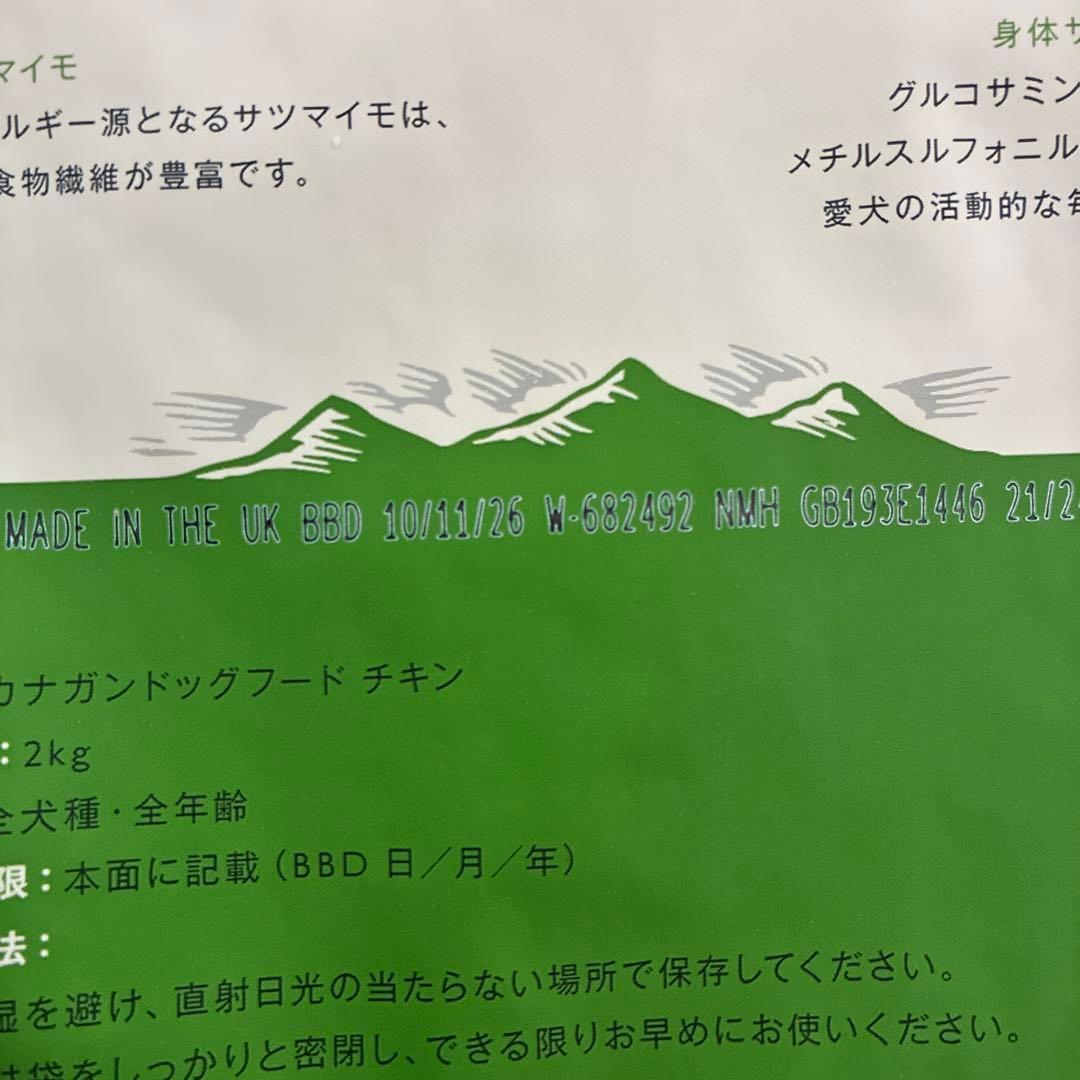 マイモ
ルギー源となるサツマイモは、
食物繊維が豊富です。
身体サ
グルコサミン
メチルスルフォニル
愛犬の活動的な毎
MADE IN THE UK BBD 10/11/26 W-682492 NMH GB193E1446 21/2
カナガンドッグフード チキン
：2kg
全犬種・全年齢
限：本面に記載（BBD 日／月／年）
法：
湿を避け、直射日光の当たらない場所で保存してください。
は袋をしっかりと密閉し、できる限りお早めにお使いください。